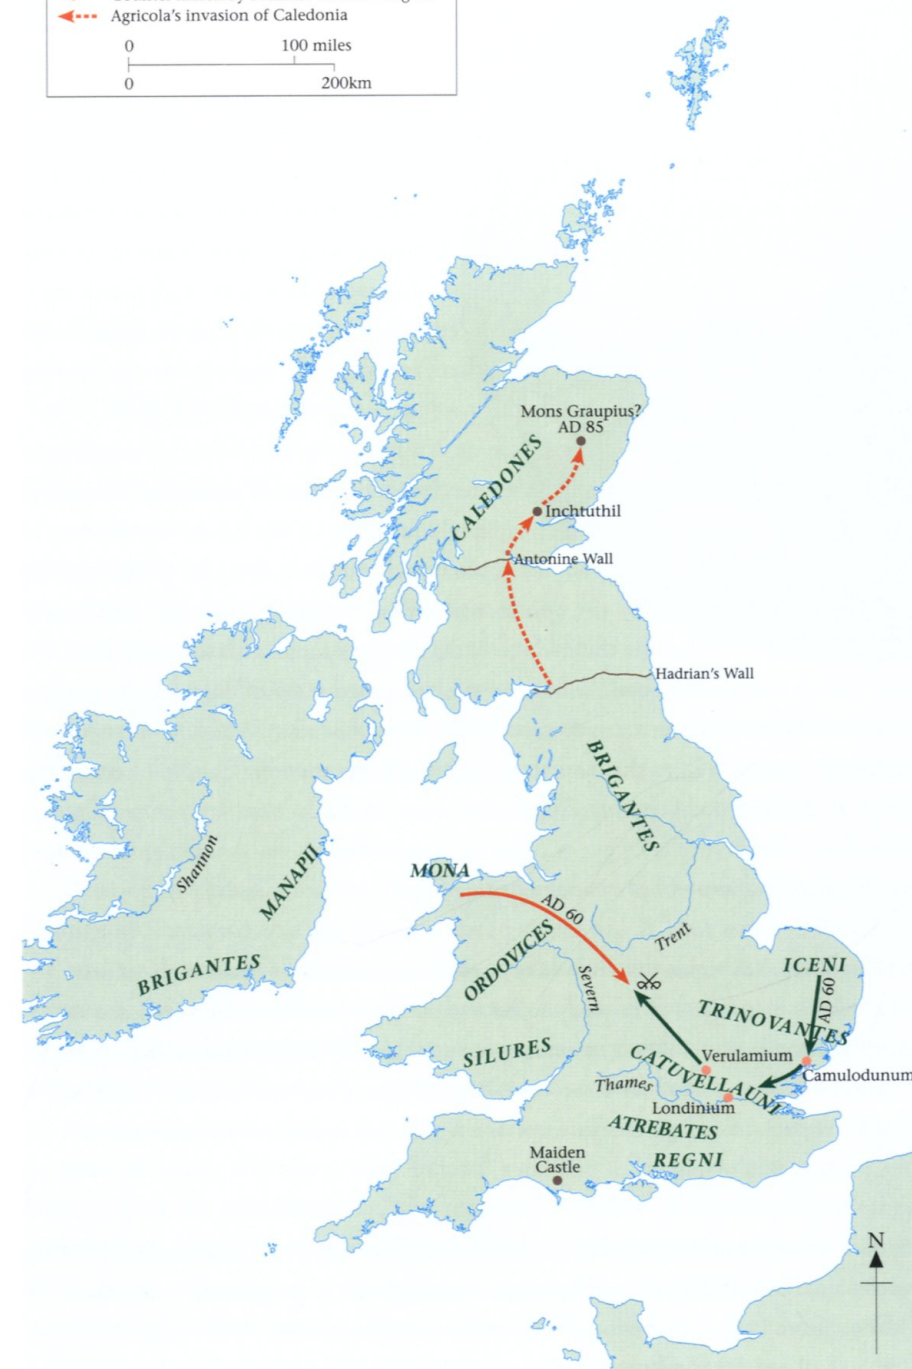 Agricola's invasion of Caledonia
0 100 miles
0 200km
Mons Graupius?
AD 85
CALEDONES
Inchtuthil
Antonine Wall
Hadrian's Wall
BRIGANTES
Shannon
MANAPII
MONA
AD 60
Trent
BRIGANTES
ORDOVICES
Severn
ICENI
AD 60
TRINOVANTES
SILURES
CATUVELLAUNI
Verulamium
Camulodunum
Thames
Londinium
ATREBATES
REGNI
Maiden
Castle
N